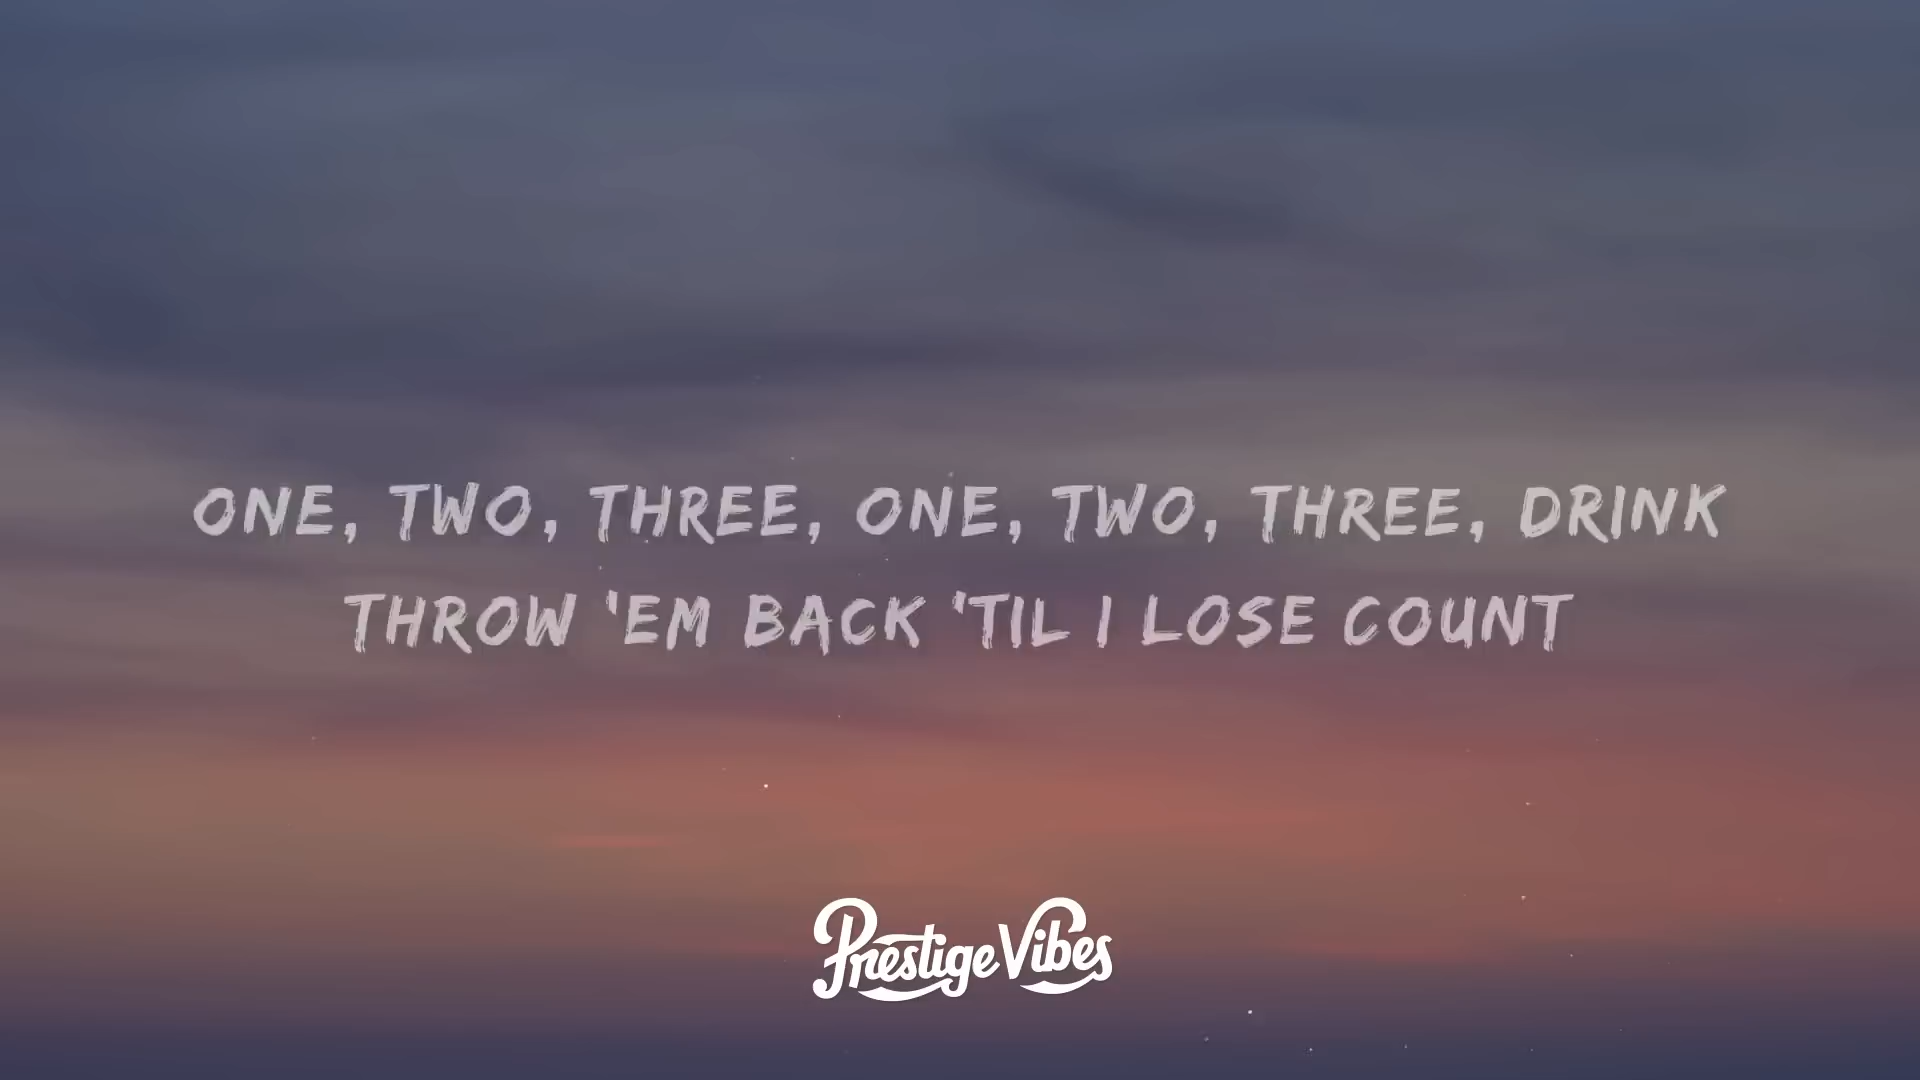 ONE, TWO, THREE, ONE, TWO, THREE, DRINK
THROW 'EM BACK 'TIL I LOSE COUNT
Prestige Vibes